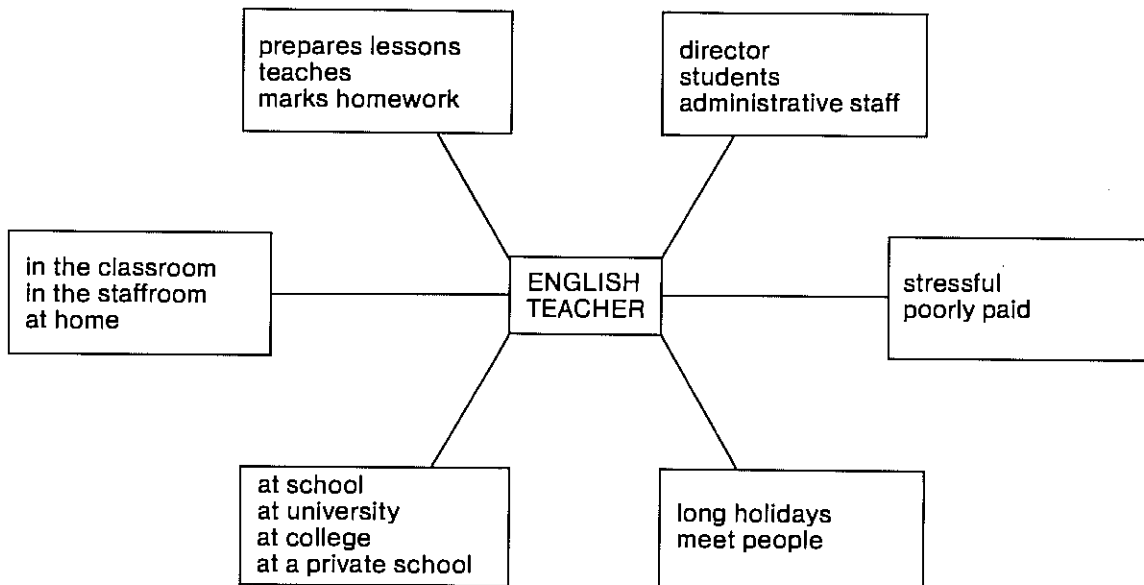 prepares lessons
teaches
marks homework
director
students
administrative staff
in the classroom
in the staffroom
at home
ENGLISH
TEACHER
stressful
poorly paid
at school
at university
at college
at a private school
long holidays
meet people